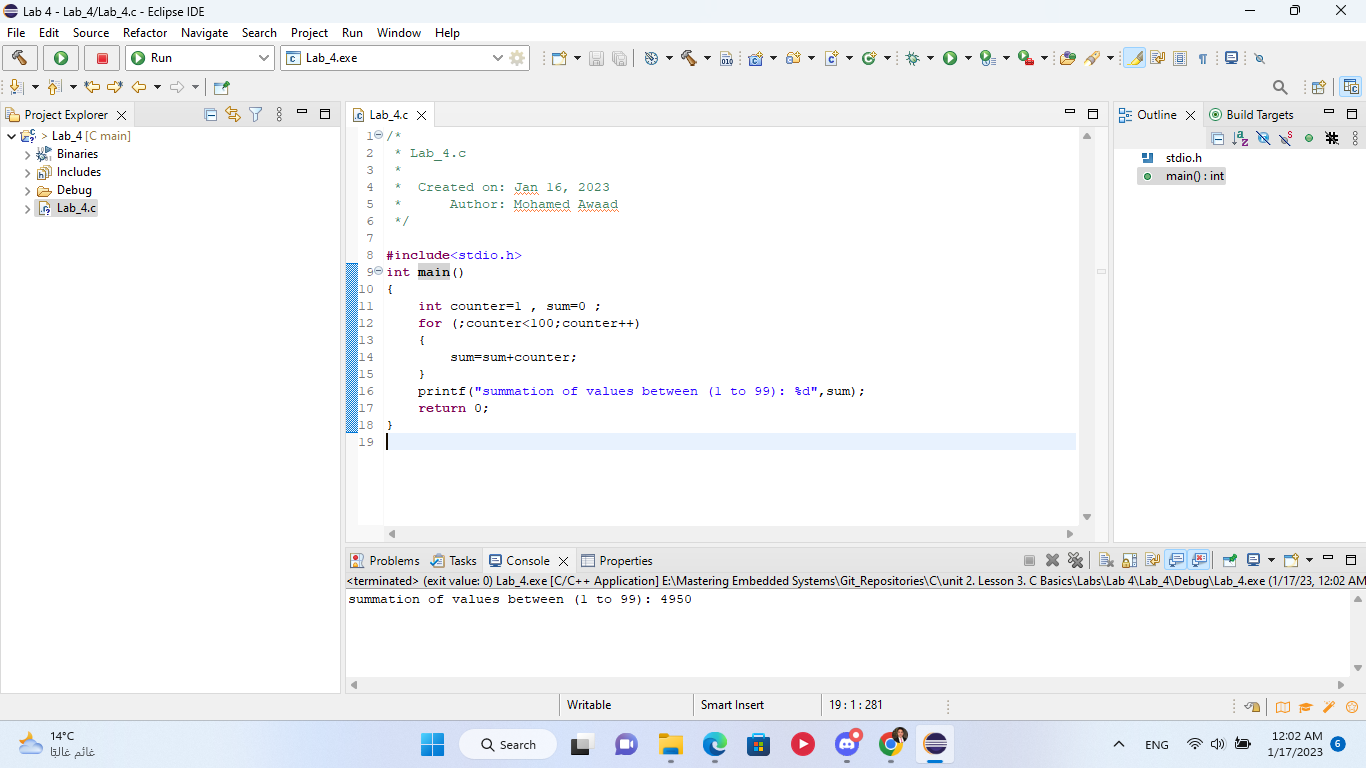 Lab 4 - Lab_4/Lab_4.c - Eclipse IDE
File Edit Source Refactor Navigate Search Project Run Window Help
Run Lab_4.exe
Project Explorer
> Lab_4 [C main]
Binaries
Includes
Debug
Lab_4.c
Lab_4.c
1 /*
2 * Lab_4.c
3 *
4 * Created on: Jan 16, 2023
5 * Author: Mohamed Awaad
6 */
7
8 #include<stdio.h>
9 int main()
10 {
11 int counter=1 , sum=0 ;
12 for (;counter<100;counter++)
13 {
14 sum=sum+counter;
15 }
16 printf("summation of values between (1 to 99): %d",sum);
17 return 0;
18 }
19
Outline Build Targets
stdio.h
main() : int
Problems Tasks Console Properties
<terminated> (exit value: 0) Lab_4.exe [C/C++ Application] E:\Mastering Embedded Systems\Git_Repositories\C\unit 2. Lesson 3. C Basics\Labs\Lab 4\Lab_4\Debug\Lab_4.exe (1/17/23, 12:02 AM
summation of values between (1 to 99): 4950
Writable Smart Insert 19 : 1 : 281
14°C
غائم غالبًا
Search
ENG
12:02 AM
1/17/2023
6